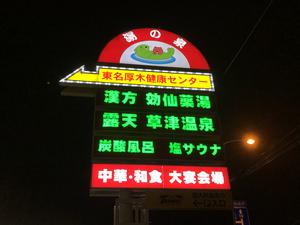 湯の泉
東名厚木健康センター
漢方 効仙薬湯
露天 草津温泉
炭酸風呂 塩サウナ
中華・和食 大宴会場